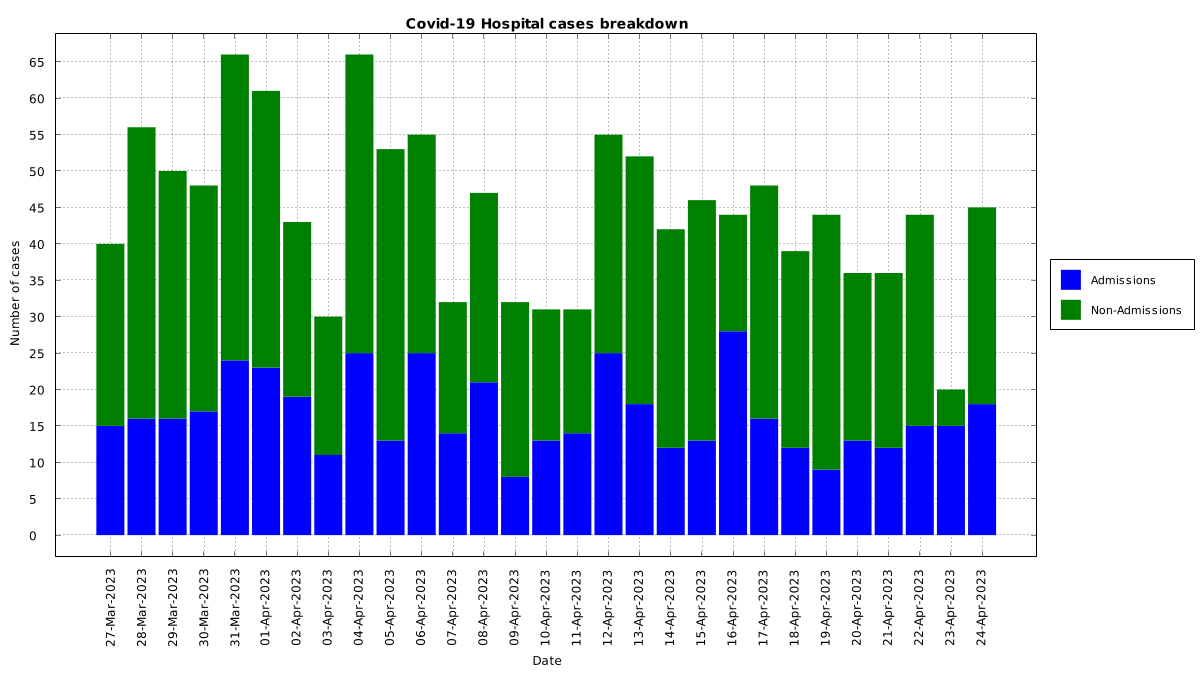 Covid-19 Hospital cases breakdown
Number of cases
65
60
55
50
45
40
35
30
25
20
15
10
5
0
27-Mar-2023
28-Mar-2023
29-Mar-2023
30-Mar-2023
31-Mar-2023
01-Apr-2023
02-Apr-2023
03-Apr-2023
04-Apr-2023
05-Apr-2023
06-Apr-2023
07-Apr-2023
08-Apr-2023
09-Apr-2023
10-Apr-2023
11-Apr-2023
12-Apr-2023
13-Apr-2023
14-Apr-2023
15-Apr-2023
16-Apr-2023
17-Apr-2023
18-Apr-2023
19-Apr-2023
20-Apr-2023
21-Apr-2023
22-Apr-2023
23-Apr-2023
24-Apr-2023
Date
Admissions
Non-Admissions